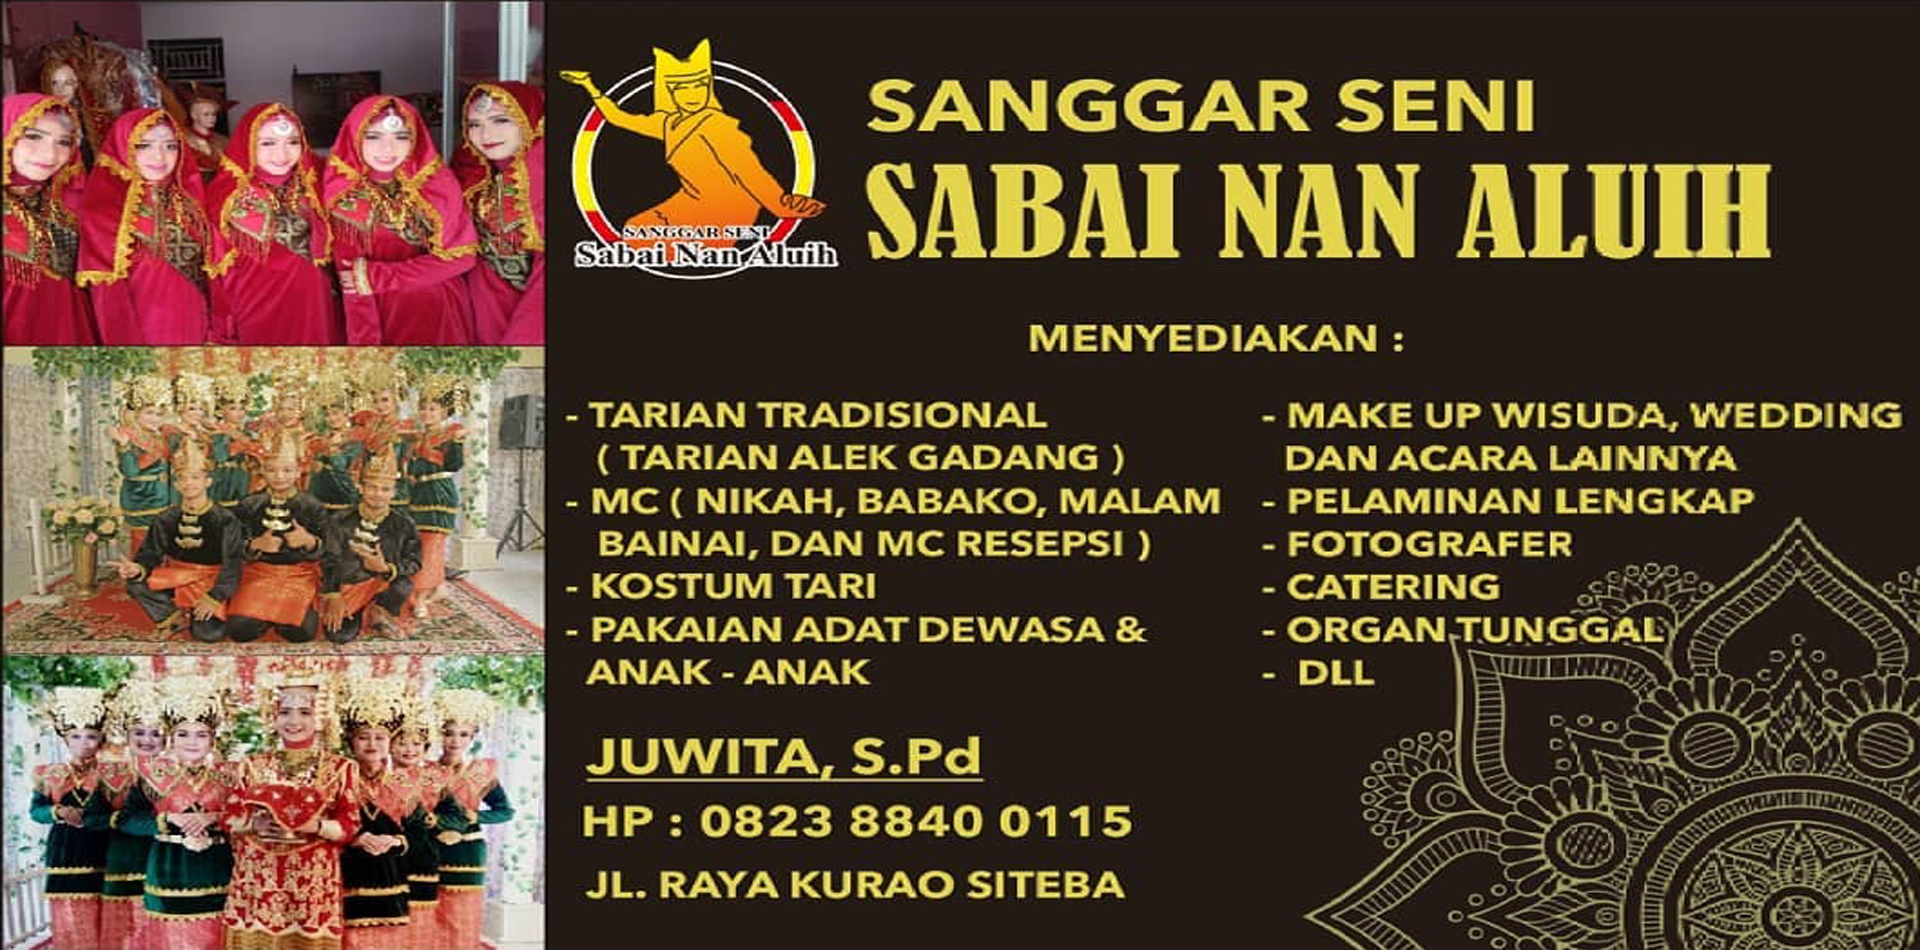 SANGGAR SENI
Sabai Nan Aluih
SANGGAR SENI
SABAI NAN ALUIH
MENYEDIAKAN :
- TARIAN TRADISIONAL
( TARIAN ALEK GADANG )
- MC ( NIKAH, BABAKO, MALAM
BAINAI, DAN MC RESEPSI )
- KOSTUM TARI
- PAKAIAN ADAT DEWASA &
ANAK - ANAK
- MAKE UP WISUDA, WEDDING
DAN ACARA LAINNYA
- PELAMINAN LENGKAP
- FOTOGRAFER
- CATERING
- ORGAN TUNGGAL
- DLL
JUWITA, S.Pd
HP : 0823 8840 0115
JL. RAYA KURAO SITEBA